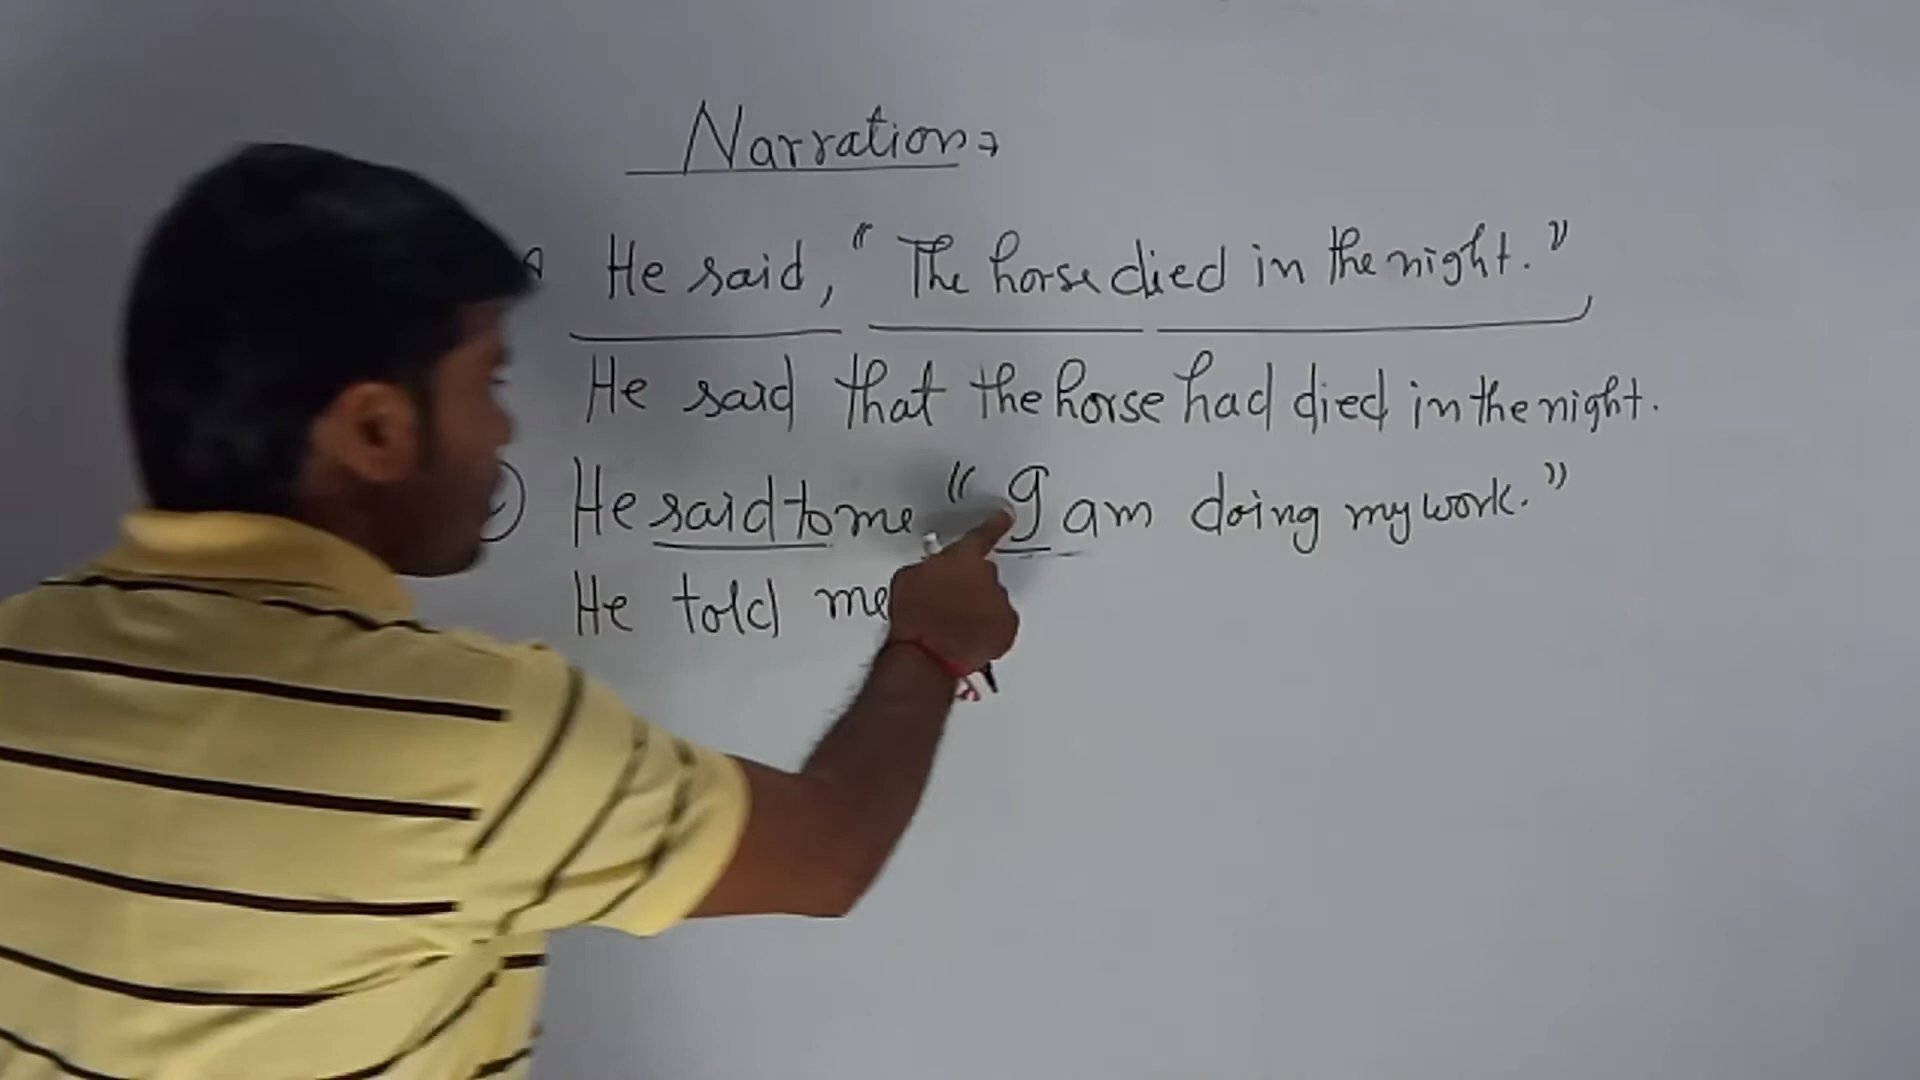 Narration
He said, "The horse died in the night."
He said that the horse had died in the night.
He said to me "I am doing my work."
He told me